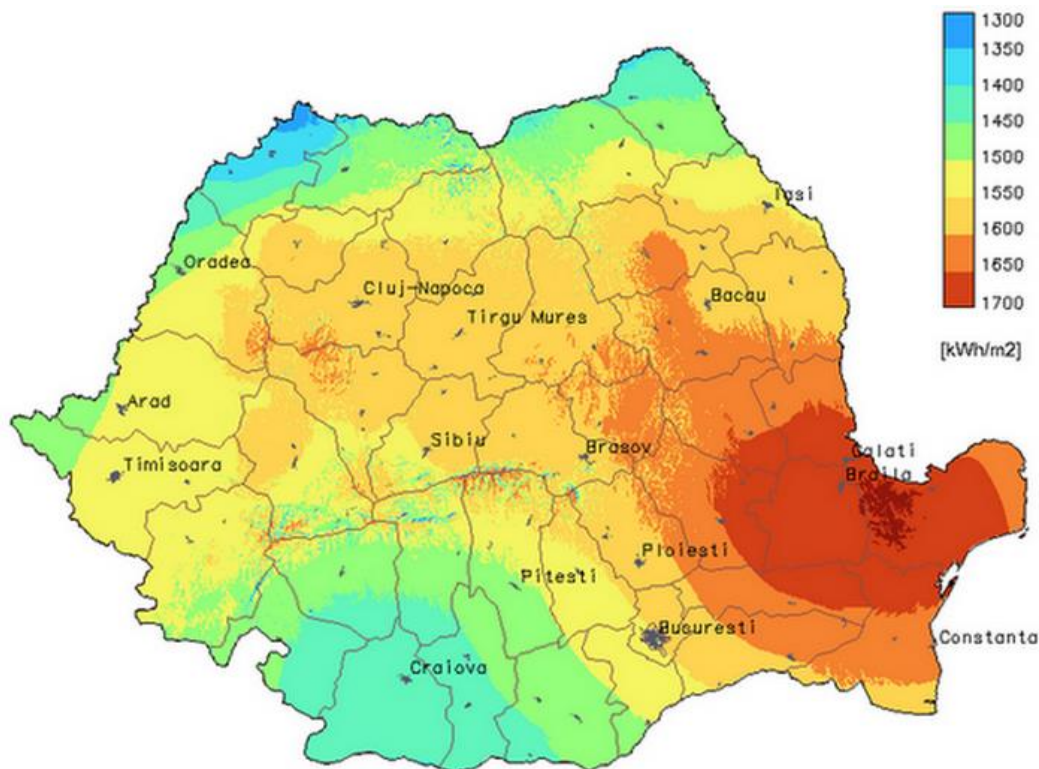 1300
1350
1400
1450
1500
1550
1600
1650
1700
[kWh/m2]
Iasi
Oradea
Cluj-Napoca
Bacau
Tirgu Mures
Arad
Sibiu
Brasov
Galati
Timisoara
Braila
Ploiesti
Pitesti
Bucuresti
Constanta
Craiova